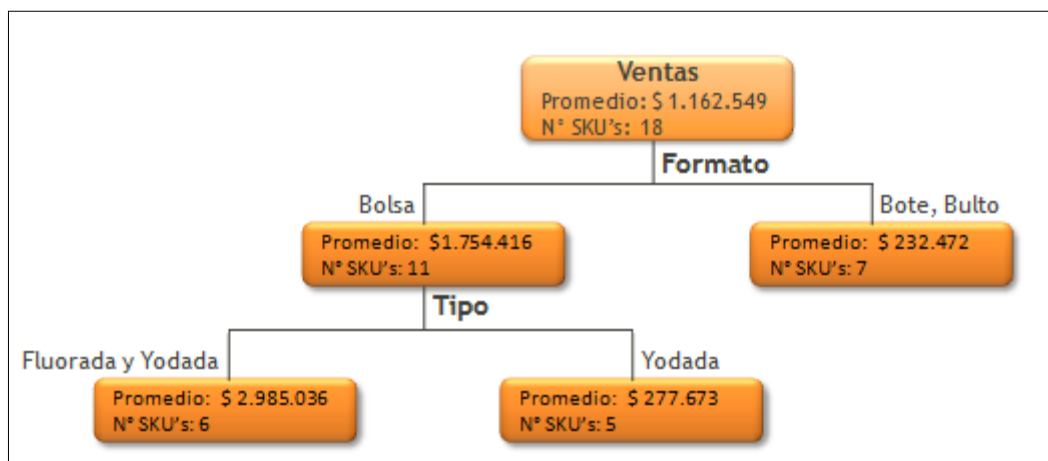 Ventas
Promedio: $ 1.162.549
N° SKU's: 18
Formato
Bolsa
Bote, Bulto
Promedio: $1.754.416
N° SKU's: 11
Promedio: $ 232.472
N° SKU's: 7
Tipo
Fluorada y Yodada
Yodada
Promedio: $ 2.985.036
N° SKU's: 6
Promedio: $ 277.673
N° SKU's: 5